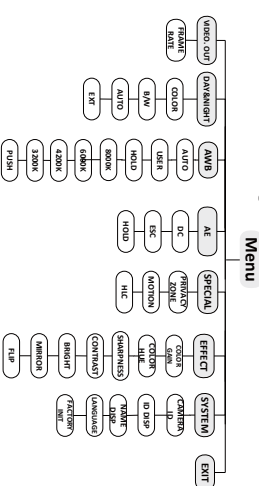 Menu
VIDEO. OUT
FRAME
RATE
DAY&NIGHT
COLOR
B/W
AUTO
EXT
AWB
AUTO
USER
HOLD
8000K
6000K
4200K
3200K
PUSH
AE
DC
ESC
HOLD
SPECIAL
PRIVACY
ZONE
MOTION
HLC
EFFECT
COLOR
GAIN
COLOR
HUE
SHARPNESS
CONTRAST
BRIGHT
MIRROR
FLIP
SYSTEM
CAMERA
ID
ID DISP
NAME
DISP
LANGUAGE
FACTORY
INIT
EXIT